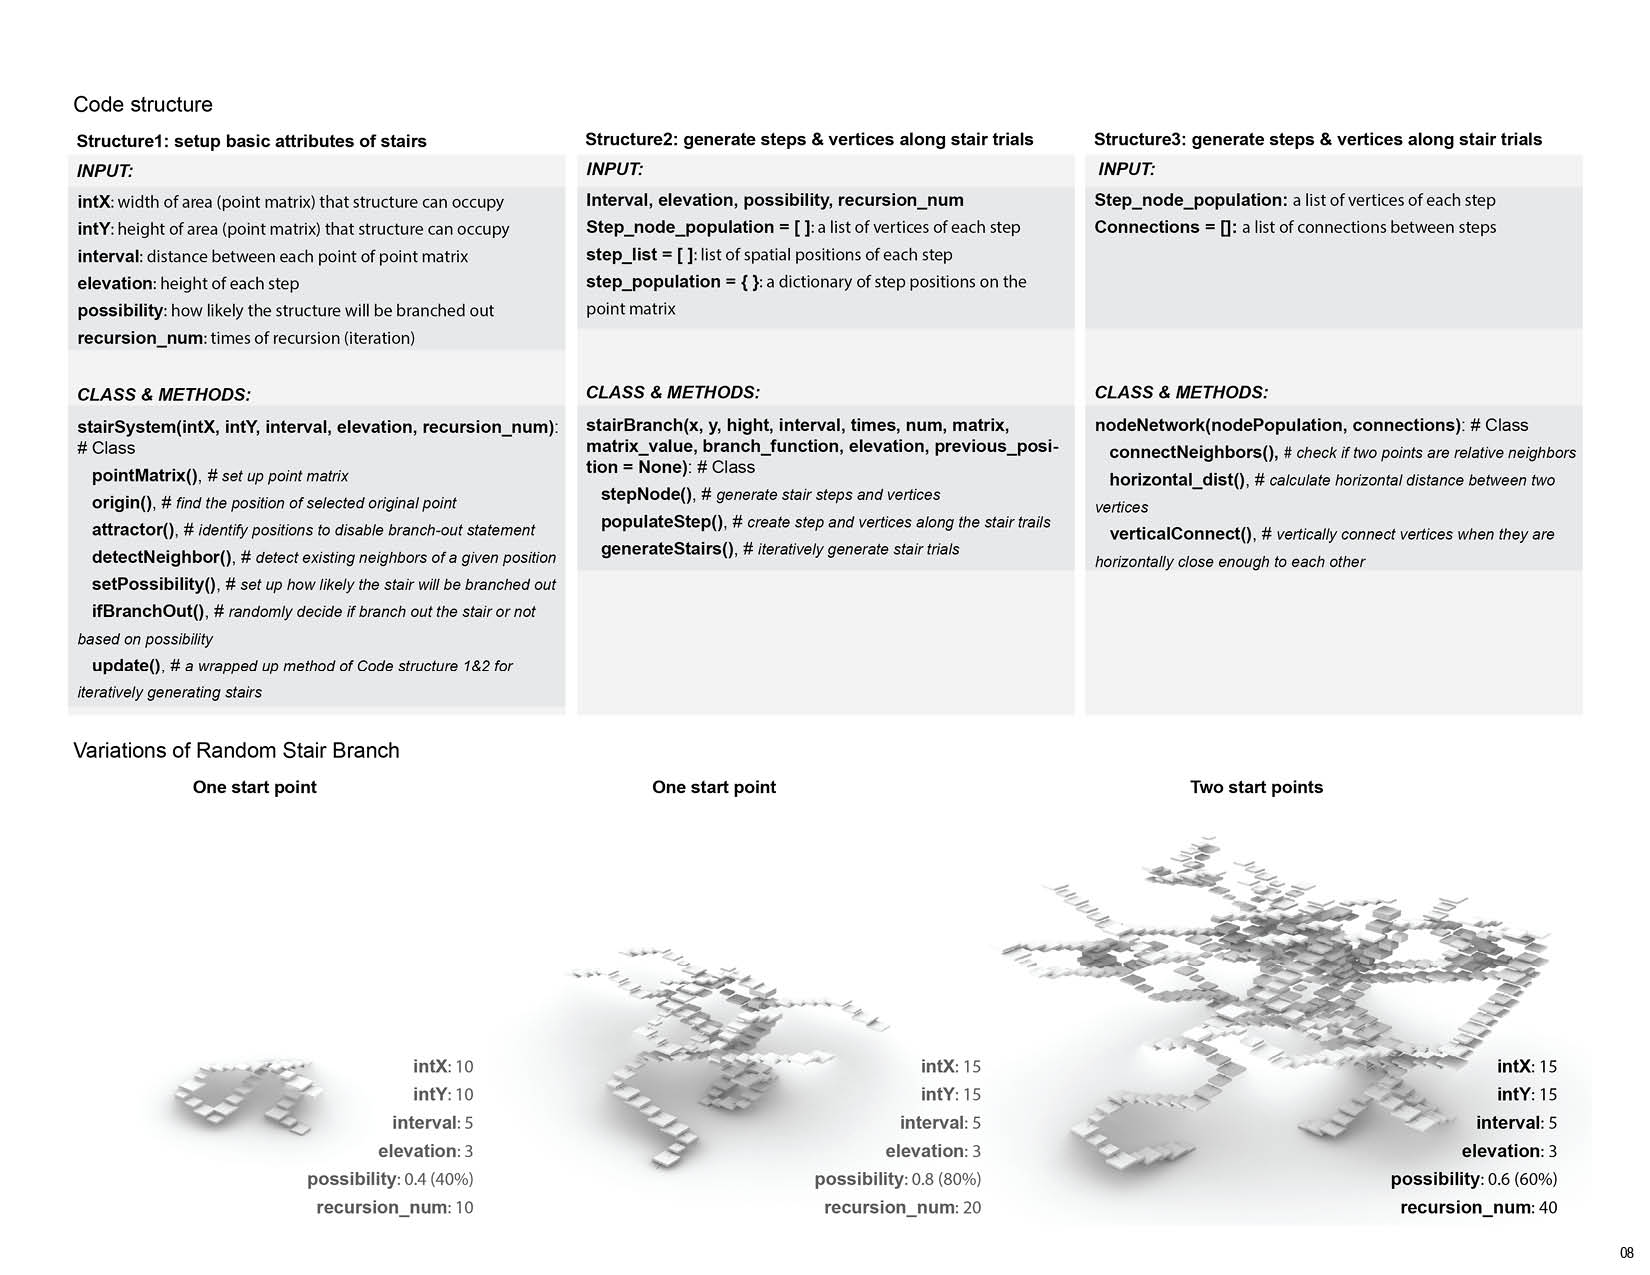 Code structure
Structure1: setup basic attributes of stairs
INPUT:
intX: width of area (point matrix) that structure can occupy
intY: height of area (point matrix) that structure can occupy
interval: distance between each point of point matrix
elevation: height of each step
possibility: how likely the structure will be branched out
recursion_num: times of recursion (iteration)
CLASS & METHODS:
stairSystem(intX, intY, interval, elevation, recursion_num):
# Class
pointMatrix(), # set up point matrix
origin(), # find the position of selected original point
attractor(), # identify positions to disable branch-out statement
detectNeighbor(), # detect existing neighbors of a given position
setPossibility(), # set up how likely the stair will be branched out
ifBranchOut(), # randomly decide if branch out the stair or not
based on possibility
update(), # a wrapped up method of Code structure 1&2 for
iteratively generating stairs
Structure2: generate steps & vertices along stair trials
INPUT:
Interval, elevation, possibility, recursion_num
Step_node_population = [ ]: a list of vertices of each step
step_list = [ ]: list of spatial positions of each step
step_population = { }: a dictionary of step positions on the
point matrix
CLASS & METHODS:
stairBranch(x, y, hight, interval, times, num, matrix,
matrix_value, branch_function, elevation, previous_posi-
tion = None): # Class
stepNode(), # generate stair steps and vertices
populateStep(), # create step and vertices along the stair trails
generateStairs(), # iteratively generate stair trials
Structure3: generate steps & vertices along stair trials
INPUT:
Step_node_population: a list of vertices of each step
Connections = []: a list of connections between steps
CLASS & METHODS:
nodeNetwork(nodePopulation, connections): # Class
connectNeighbors(), # check if two points are relative neighbors
horizontal_dist(), # calculate horizontal distance between two
vertices
verticalConnect(), # vertically connect vertices when they are
horizontally close enough to each other
Variations of Random Stair Branch
One start point
intX: 10
intY: 10
interval: 5
elevation: 3
possibility: 0.4 (40%)
recursion_num: 10
One start point
intX: 15
intY: 15
interval: 5
elevation: 3
possibility: 0.8 (80%)
recursion_num: 20
Two start points
intX: 15
intY: 15
interval: 5
elevation: 3
possibility: 0.6 (60%)
recursion_num: 40
08